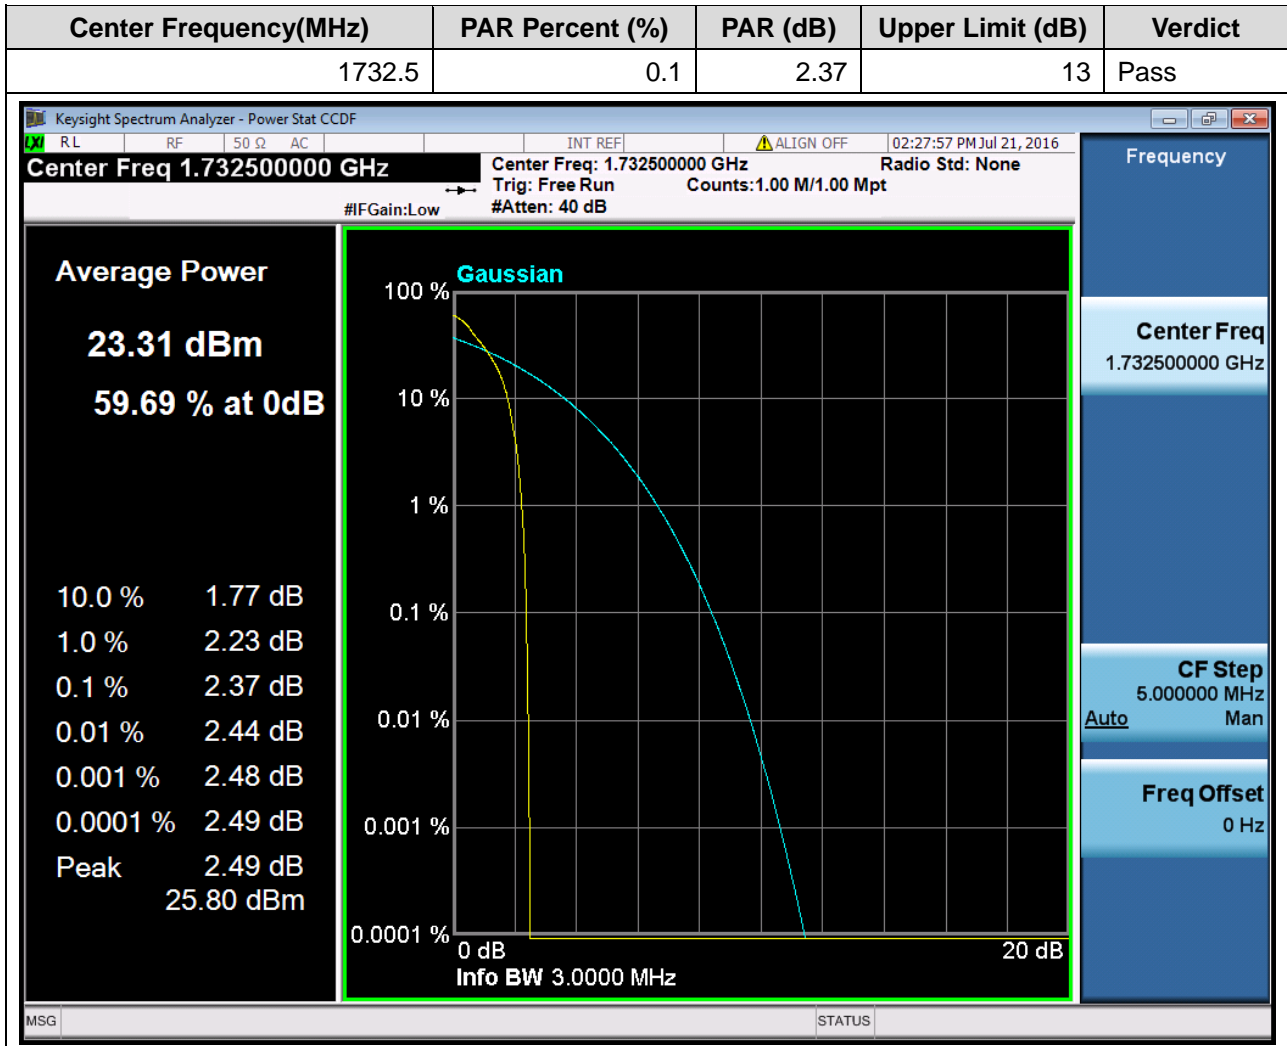 Center Frequency(MHz) PAR Percent (%) PAR (dB) Upper Limit (dB) Verdict
1732.5 0.1 2.37 13 Pass
Keysight Spectrum Analyzer - Power Stat CCDF
LXI RL RF 50 Ω AC INT REF ALIGN OFF 02:27:57 PM Jul 21, 2016
Center Freq 1.732500000 GHz
Center Freq: 1.732500000 GHz Radio Std: None
Trig: Free Run Counts:1.00 M/1.00 Mpt
#IFGain:Low #Atten: 40 dB
Average Power
23.31 dBm
59.69 % at 0dB
10.0 % 1.77 dB
1.0 % 2.23 dB
0.1 % 2.37 dB
0.01 % 2.44 dB
0.001 % 2.48 dB
0.0001 % 2.49 dB
Peak 2.49 dB
25.80 dBm
Gaussian
100 %
10 %
1 %
0.1 %
0.01 %
0.001 %
0.0001 %
0 dB 20 dB
Info BW 3.0000 MHz
Frequency
Center Freq
1.732500000 GHz
CF Step
5.000000 MHz
Auto Man
Freq Offset
0 Hz
MSG STATUS